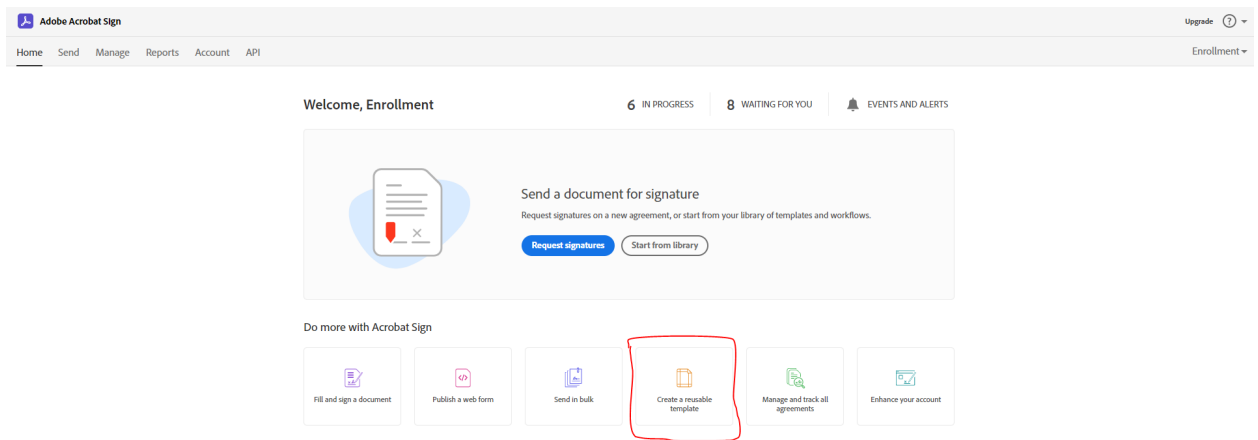 Adobe Acrobat Sign
Upgrade ?
Home Send Manage Reports Account API
Enrollment
Welcome, Enrollment
6 IN PROGRESS
8 WAITING FOR YOU
EVENTS AND ALERTS
Send a document for signature
Request signatures on a new agreement, or start from your library of templates and workflows.
Request signatures
Start from library
Do more with Acrobat Sign
Fill and sign a document
Publish a web form
Send in bulk
Create a reusable
template
Manage and track all
agreements
Enhance your account